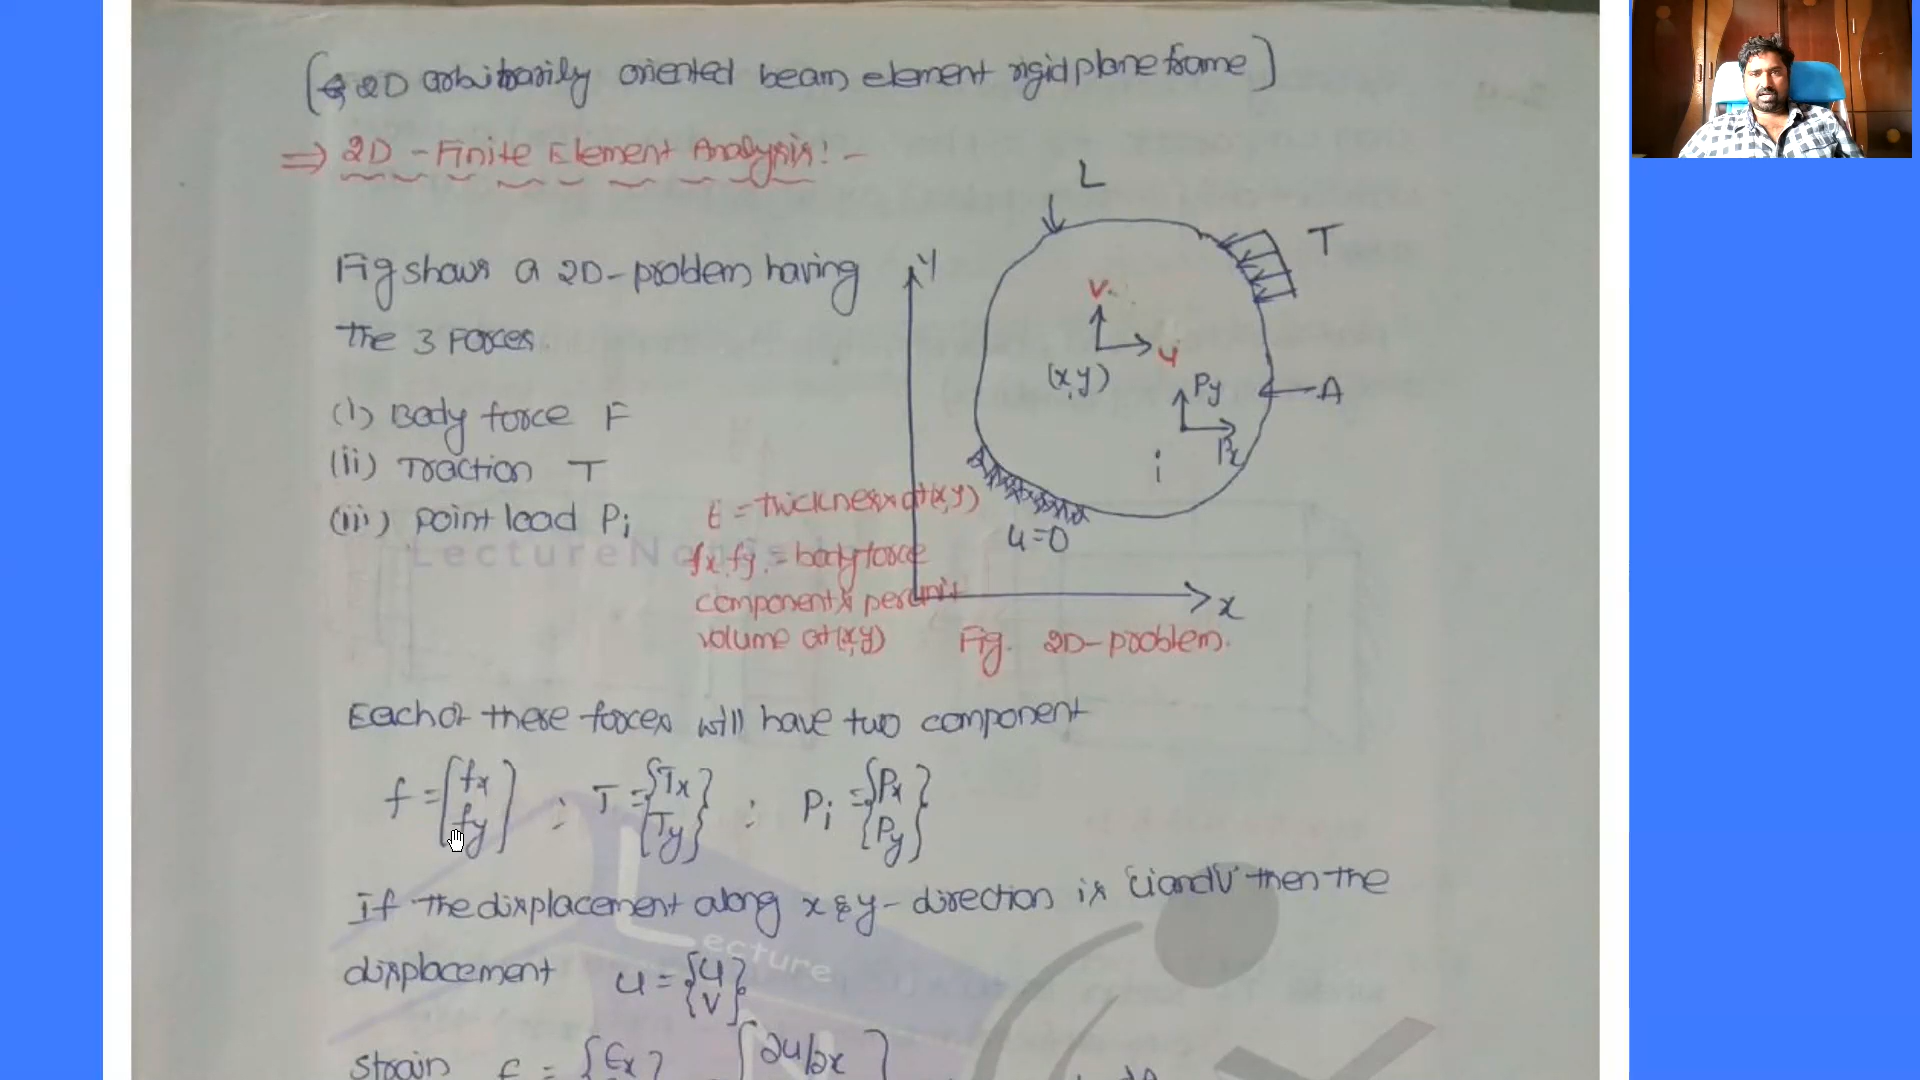 ( → 2D arbitrarily oriented beam element rigid plane frame )
⇒ 2D - Finite Element Analysis! -
Fig shows a 2D-problem having
the 3 Forces
(i) Body force F
(ii) Traction T
(iii) point load Pi
L
T
Y
v
u
(x,y)
Py
Px
A
i
u=0
x
t = thickness at (x,y)
fx, fy = body force
components per unit
volume at (x,y)
Fig. 2D-problem.
Each of these forces will have two component
f = [fx fy] ; T = {Tx Ty} ; Pi = {Px Py}
If the displacement along x & y - direction is 'u and v' then the
displacement u = {u v}
strain ε = {εx} [∂u/∂x]
LectureNo
Lecture